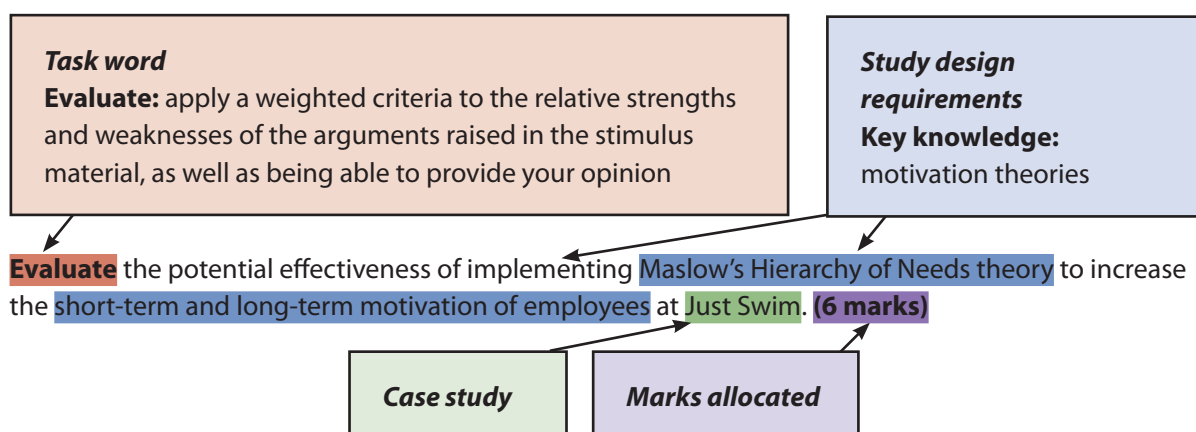 Task word
Evaluate: apply a weighted criteria to the relative strengths
and weaknesses of the arguments raised in the stimulus
material, as well as being able to provide your opinion
Study design
requirements
Key knowledge:
motivation theories
Evaluate the potential effectiveness of implementing Maslow's Hierarchy of Needs theory to increase
the short-term and long-term motivation of employees at Just Swim. (6 marks)
Case study
Marks allocated